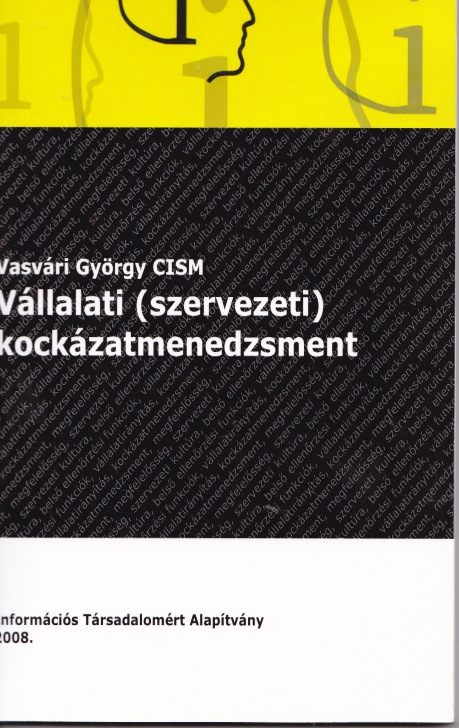 Vasvári György CISM
Vállalati (szervezeti)
kockázatmenedzsment
Információs Társadalomért Alapítvány
2008.